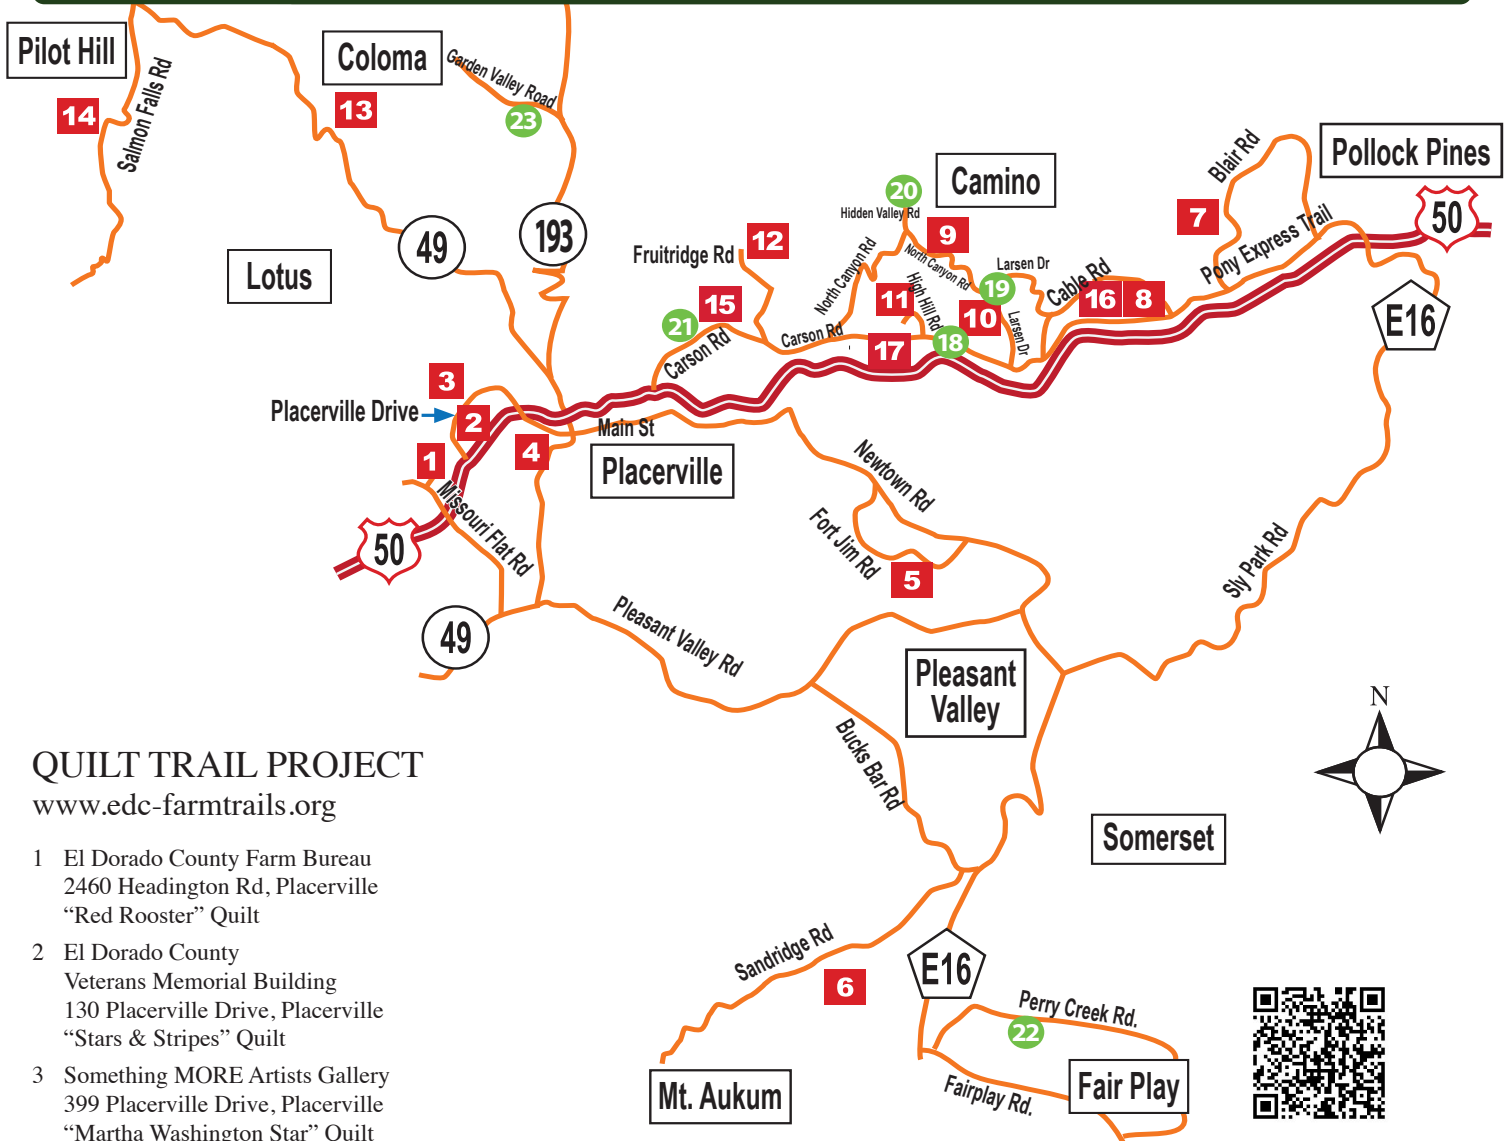 Pilot Hill
Salmon Falls Rd
14
Coloma
13
Garden Valley Road
23
49
193
Lotus
Fruitridge Rd
12
15
21
Carson Rd
Carson Rd
North Canyon Rd
Hidden Valley Rd
20
Camino
9
North Canyon Rd
High Hill Rd
11
10
19
Larsen Dr
Larsen Dr
Cable Rd
16
8
17
18
Blair Rd
7
Pony Express Trail
Pollock Pines
50
E16
3
Placerville Drive
2
1
4
Main St
Placerville
Missouri Flat Rd
50
49
Newtown Rd
Fort Jim Rd
5
Pleasant Valley Rd
Sly Park Rd
Pleasant
Valley
Bucks Bar Rd
N
Somerset
Sandridge Rd
6
E16
Perry Creek Rd.
22
Fairplay Rd.
Fair Play
Mt. Aukum
QUILT TRAIL PROJECT
www.edc-farmtrails.org
1 El Dorado County Farm Bureau
2460 Headington Rd, Placerville
“Red Rooster” Quilt
2 El Dorado County
Veterans Memorial Building
130 Placerville Drive, Placerville
“Stars & Stripes” Quilt
3 Something MORE Artists Gallery
399 Placerville Drive, Placerville
“Martha Washington Star” Quilt